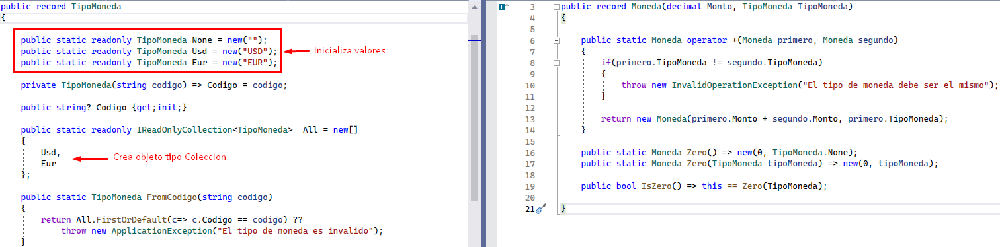 public record TipoMoneda
{
public static readonly TipoMoneda None = new("");
public static readonly TipoMoneda Usd = new("USD");
public static readonly TipoMoneda Eur = new("EUR");
Inicializa valores
private TipoMoneda(string codigo) => Codigo = codigo;
public string? Codigo {get;init;}
public static readonly IReadOnlyCollection<TipoMoneda>  All = new[]
{
Usd,
Eur
Crea objeto tipo Coleccion
};
public static TipoMoneda FromCodigo(string codigo)
{
return All.FirstOrDefault(c=> c.Codigo == codigo) ??
throw new ApplicationException("El tipo de moneda es invalido");
}
3 public record Moneda(decimal Monto, TipoMoneda TipoMoneda)
4 {
5
6 public static Moneda operator +(Moneda primero, Moneda segundo)
7 {
8 if(primero.TipoMoneda != segundo.TipoMoneda)
9 {
10 throw new InvalidOperationException("El tipo de moneda debe ser el mismo");
11 }
12
13 return new Moneda(primero.Monto + segundo.Monto, primero.TipoMoneda);
14 }
15
16 public static Moneda Zero() => new(0, TipoMoneda.None);
17 public static Moneda Zero(TipoMoneda tipoMoneda) => new(0, tipoMoneda);
18
19 public bool IsZero() => this == Zero(TipoMoneda);
20
21 }